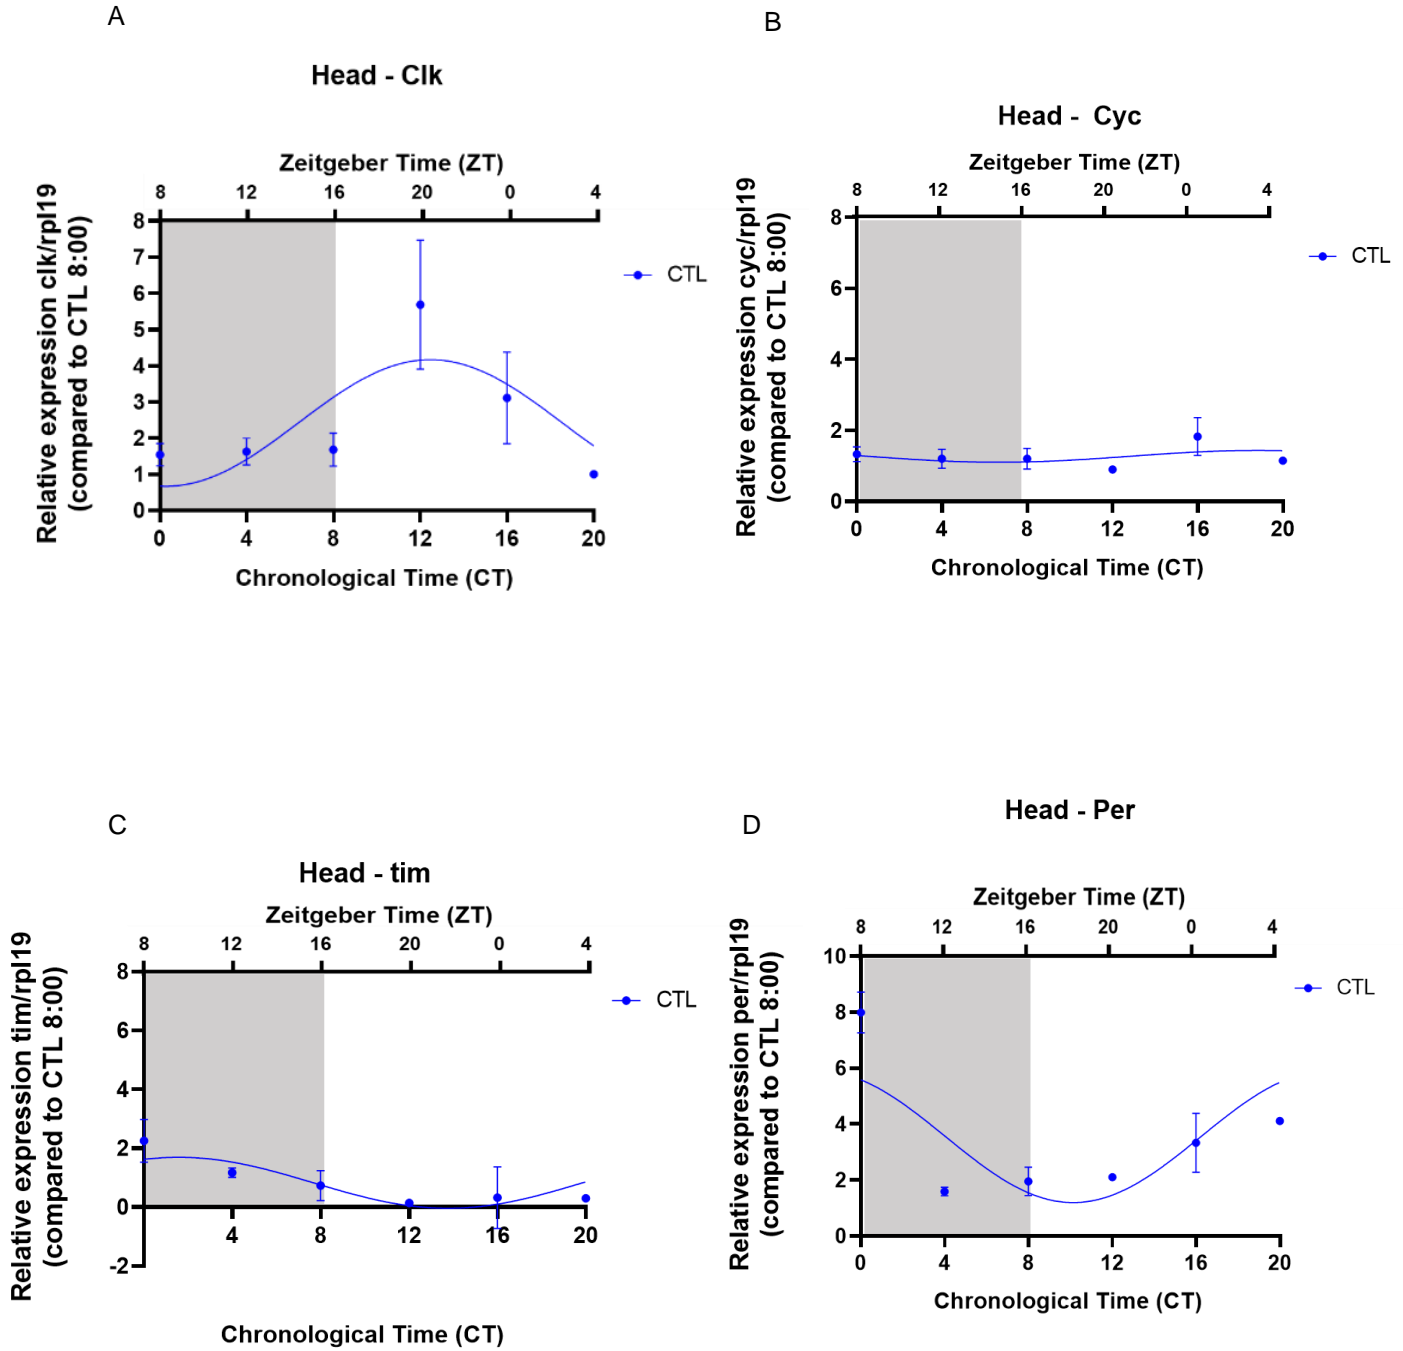 A
Head - Clk
Zeitgeber Time (ZT)
8 12 16 20 0 4
Relative expression clk/rpl19
(compared to CTL 8:00)
8
7
6
5
4
3
2
1
0
0 4 8 12 16 20
Chronological Time (CT)
CTL
B
Head - Cyc
Zeitgeber Time (ZT)
8 12 16 20 0 4
Relative expression cyc/rpl19
(compared to CTL 8:00)
8
6
4
2
0
0 4 8 12 16 20
Chronological Time (CT)
CTL
C
Head - tim
Zeitgeber Time (ZT)
8 12 16 20 0 4
Relative expression tim/rpl19
(compared to CTL 8:00)
8
6
4
2
0
-2
4 8 12 16 20
Chronological Time (CT)
CTL
D
Head - Per
Zeitgeber Time (ZT)
8 12 16 20 0 4
Relative expression per/rpl19
(compared to CTL 8:00)
10
8
6
4
2
0
0 4 8 12 16 20
Chronological Time (CT)
CTL